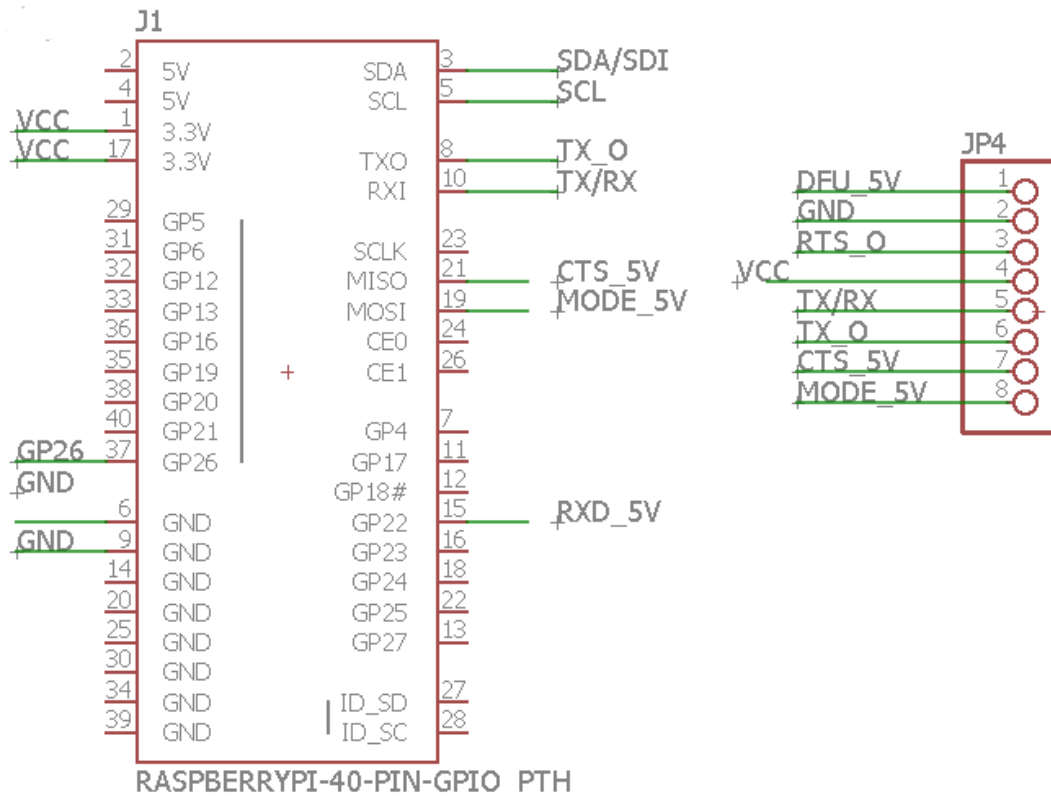 J1
2 5V SDA 3 SDA/SDI
4 5V SCL 5 SCL
VCC 1 3.3V
VCC 17 3.3V TXO 8 TX_O
RXI 10 TX/RX
29 GP5
31 GP6 SCLK 23
32 GP12 MISO 21 CTS_5V
33 GP13 MOSI 19 MODE_5V
36 GP16 CE0 24
35 GP19 CE1 26
38 GP20
40 GP21 GP4 7
GP26 37 GP26 GP17 11
GND GP18# 12
6 GND GP22 15 RXD_5V
GND 9 GND GP23 16
14 GND GP24 18
20 GND GP25 22
25 GND GP27 13
30 GND
34 GND ID_SD 27
39 GND ID_SC 28
RASPBERRYPI-40-PIN-GPIO_PTH
JP4
DFU_5V 1
GND 2
RTS_O 3
VCC 4
TX/RX 5
TX_O 6
CTS_5V 7
MODE_5V 8